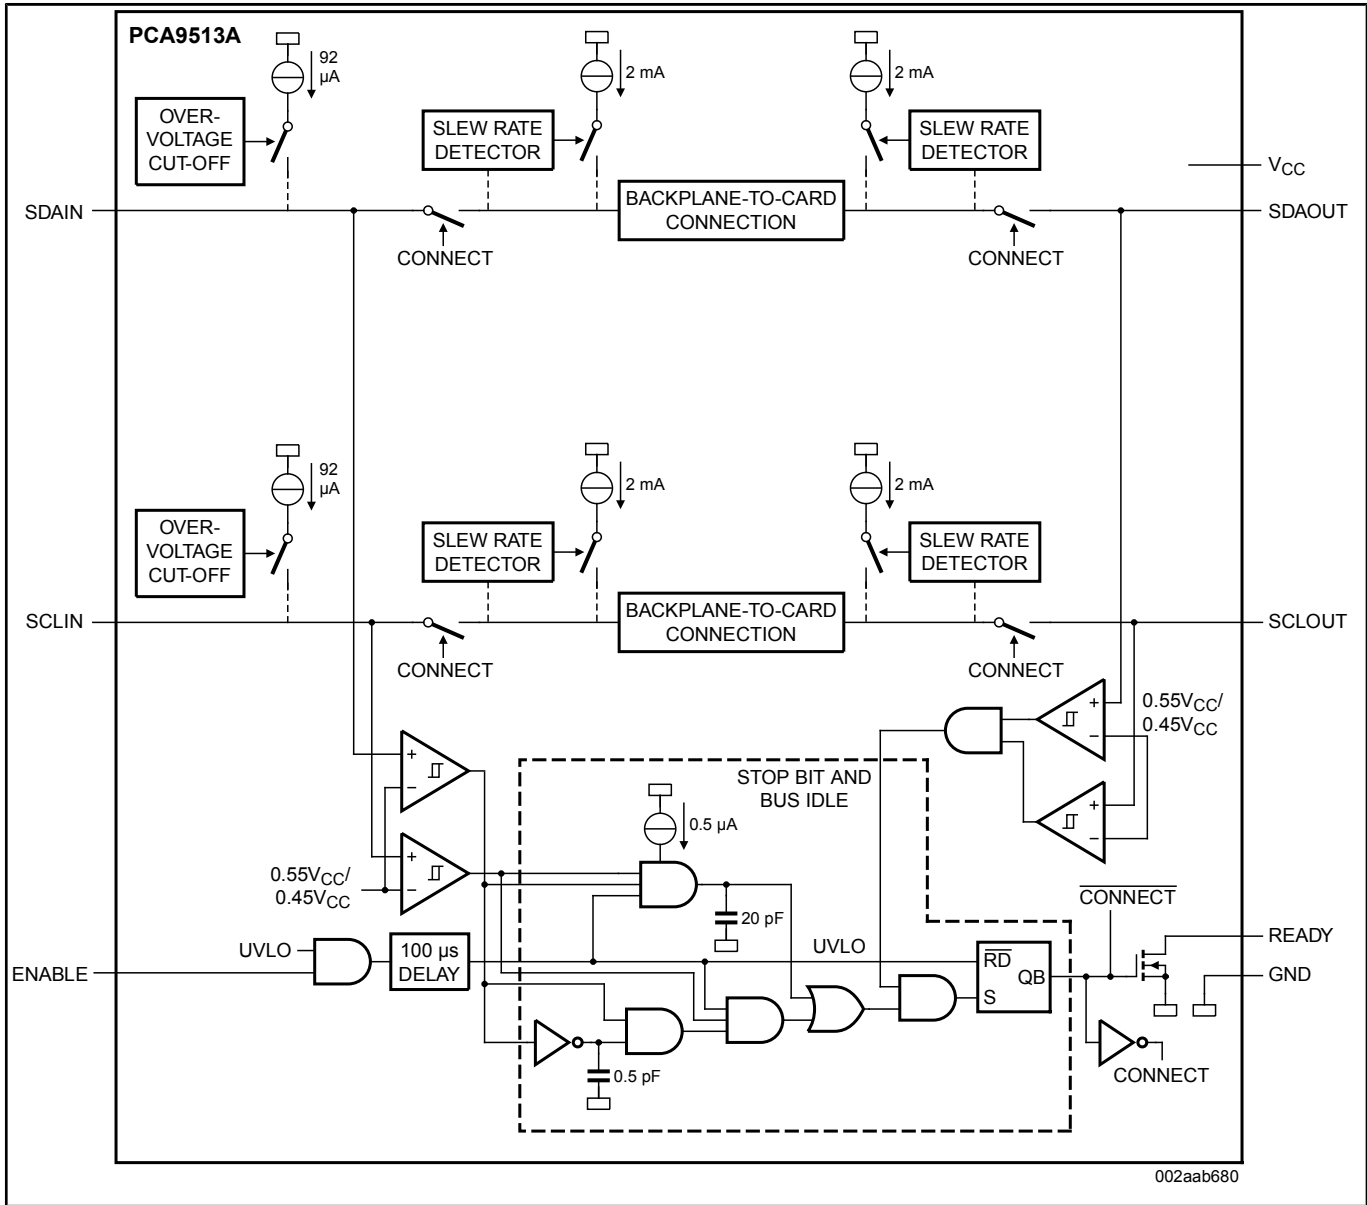 PCA9513A
92
µA
2 mA
2 mA
OVER-
VOLTAGE
CUT-OFF
SLEW RATE
DETECTOR
SLEW RATE
DETECTOR
VCC
SDAIN
BACKPLANE-TO-CARD
CONNECTION
SDAOUT
CONNECT
CONNECT
92
µA
2 mA
2 mA
OVER-
VOLTAGE
CUT-OFF
SLEW RATE
DETECTOR
SLEW RATE
DETECTOR
SCLIN
BACKPLANE-TO-CARD
CONNECTION
SCLOUT
CONNECT
CONNECT
+
−
0.55VCC/
0.45VCC
+
−
STOP BIT AND
BUS IDLE
+
−
0.5 µA
+
−
0.55VCC/
0.45VCC
20 pF
CONNECT
UVLO
100 µs
DELAY
UVLO
READY
ENABLE
RD
QB
S
GND
0.5 pF
CONNECT
002aab680